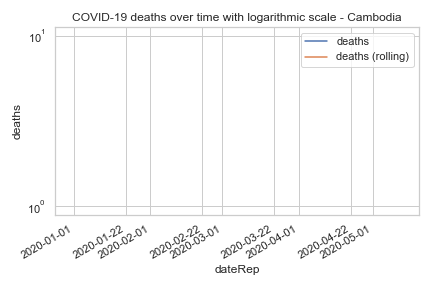 COVID-19 deaths over time with logarithmic scale - Cambodia
10¹
deaths
deaths (rolling)
deaths
10⁰
2020-01-01
2020-01-22
2020-02-01
2020-02-22
2020-03-01
2020-03-22
2020-04-01
2020-04-22
2020-05-01
dateRep